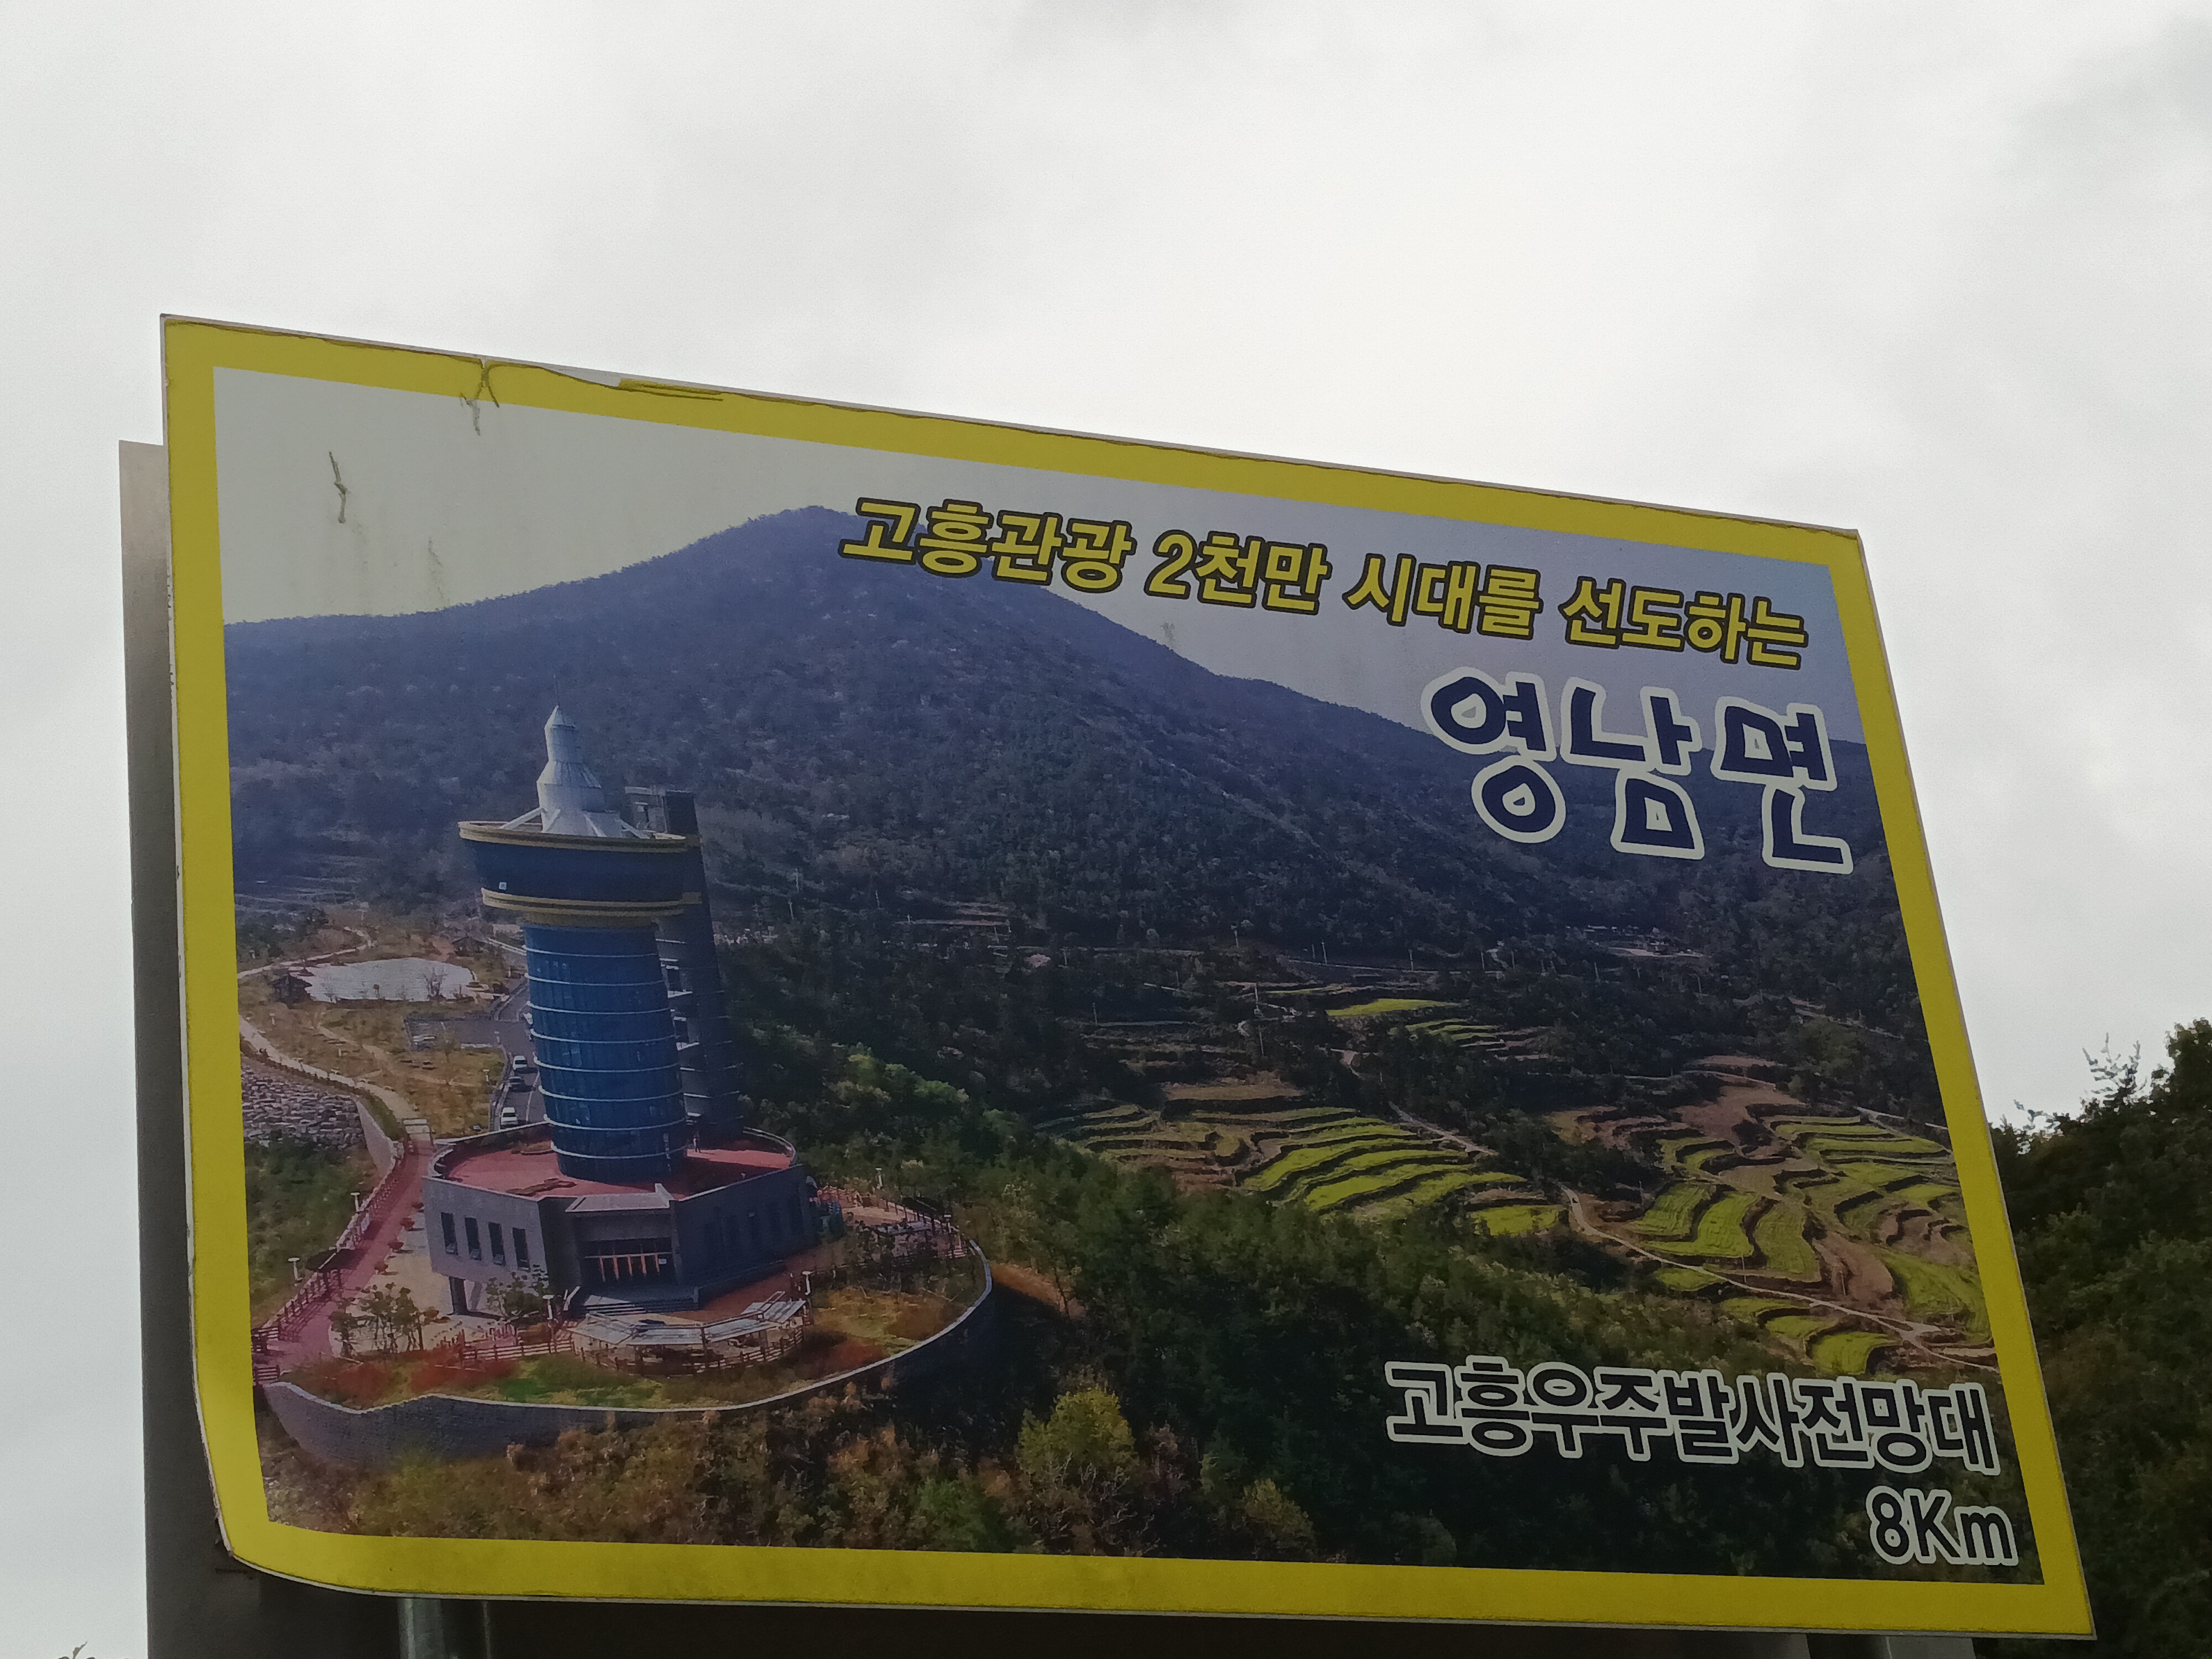 고흥관광 2천만 시대를 선도하는
영남면
고흥우주발사전망대
8Km